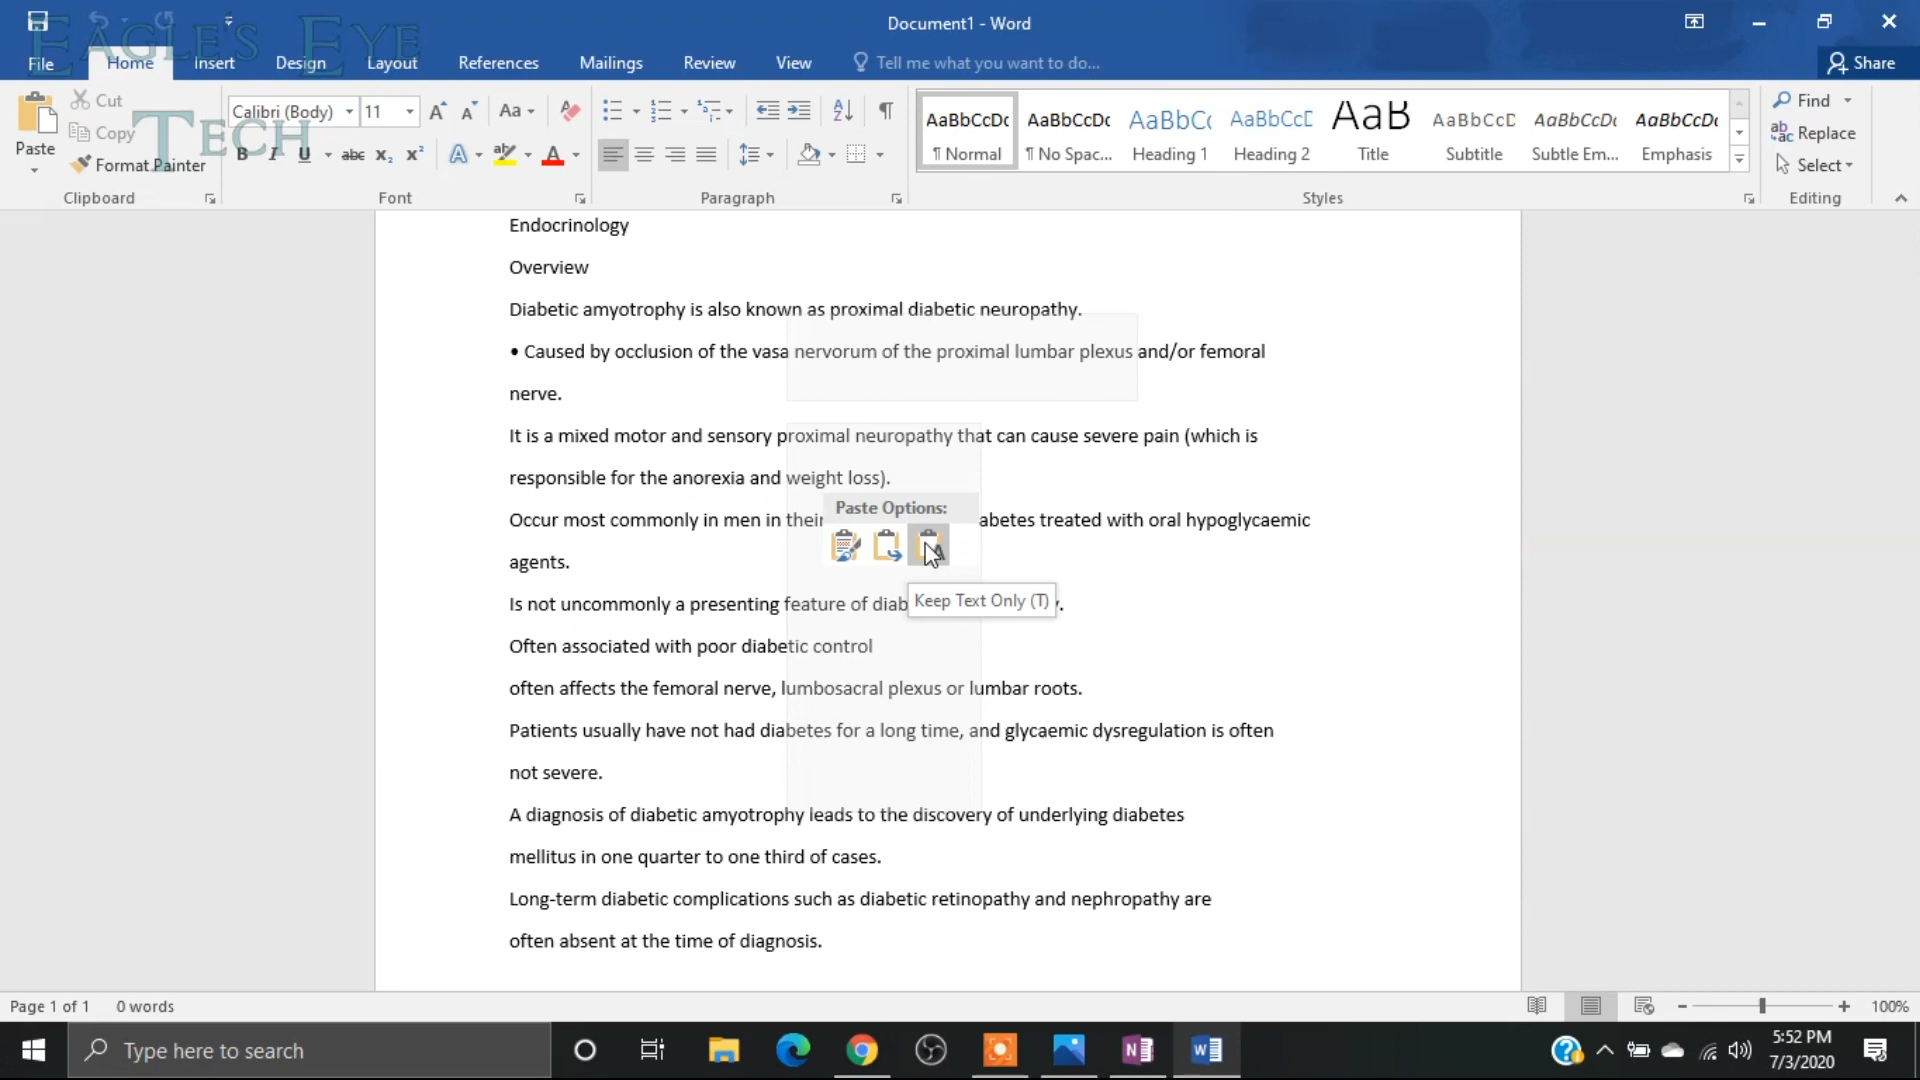 EAGLE'S EYE
TECH
Document1 - Word
File Home Insert Design Layout References Mailings Review View Tell me what you want to do... Share
Paste
Cut
Copy
Format Painter
Clipboard
Calibri (Body) 11
Font
Paragraph
AaBbCcDc AaBbCcDc AaBbC( AaBbCcE AaB AaBbCcD AaBbCcDc AaBbCcDc
¶ Normal ¶ No Spac... Heading 1 Heading 2 Title Subtitle Subtle Em... Emphasis
Styles
Find
Replace
Select
Editing
Endocrinology
Overview
Diabetic amyotrophy is also known as proximal diabetic neuropathy.
• Caused by occlusion of the vasa nervorum of the proximal lumbar plexus and/or femoral
nerve.
It is a mixed motor and sensory proximal neuropathy that can cause severe pain (which is
responsible for the anorexia and weight loss).
Paste Options:
Occur most commonly in men in their abetes treated with oral hypoglycaemic
agents.
Keep Text Only (T)
Is not uncommonly a presenting feature of diab
Often associated with poor diabetic control
often affects the femoral nerve, lumbosacral plexus or lumbar roots.
Patients usually have not had diabetes for a long time, and glycaemic dysregulation is often
not severe.
A diagnosis of diabetic amyotrophy leads to the discovery of underlying diabetes
mellitus in one quarter to one third of cases.
Long-term diabetic complications such as diabetic retinopathy and nephropathy are
often absent at the time of diagnosis.
Page 1 of 1 0 words 100%
Type here to search
5:52 PM
7/3/2020